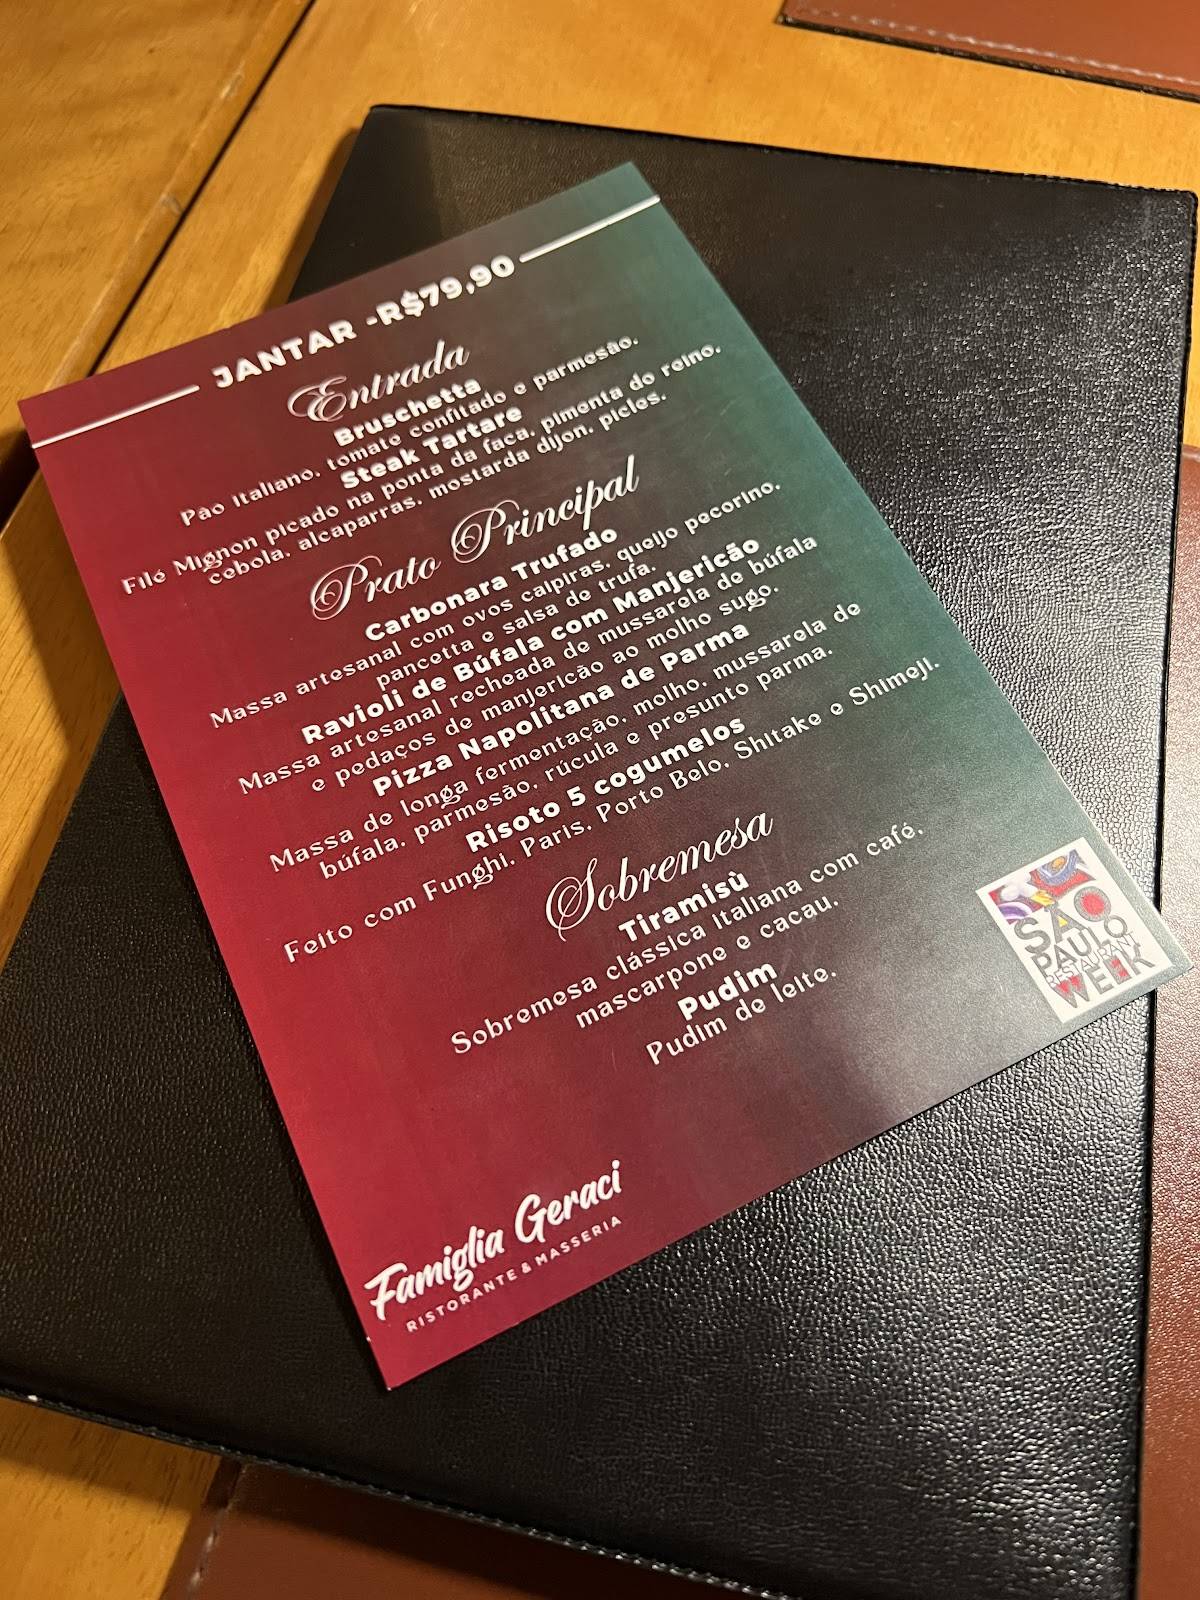 JANTAR -R$79,90
Entrada
Bruschetta
Pão italiano, tomate confitado e parmesão.
Steak Tartare
Filé Mignon picado na ponta da faca, pimenta do reino,
cebola, alcaparras, mostarda dijon, picles.
Prato Principal
Carbonara Trufado
Massa artesanal com ovos caipiras, queijo pecorino,
pancetta e salsa de trufa.
Ravioli de Búfala com Manjericão
Massa artesanal recheada de mussarela de búfala
e pedaços de manjericão ao molho sugo.
Pizza Napolitana de Parma
Massa de longa fermentação, molho, mussarela de
búfala, parmesão, rúcula e presunto parma.
Risoto 5 cogumelos
Feito com Funghi, Paris, Porto Belo, Shitake e Shimeji.
Sobremesa
Tiramisù
Sobremesa clássica italiana com café,
mascarpone e cacau.
Pudim
Pudim de leite.
SÃO
PAULO
RESTAURANT
WEEK
Famiglia Geraci
RISTORANTE & MASSERIA